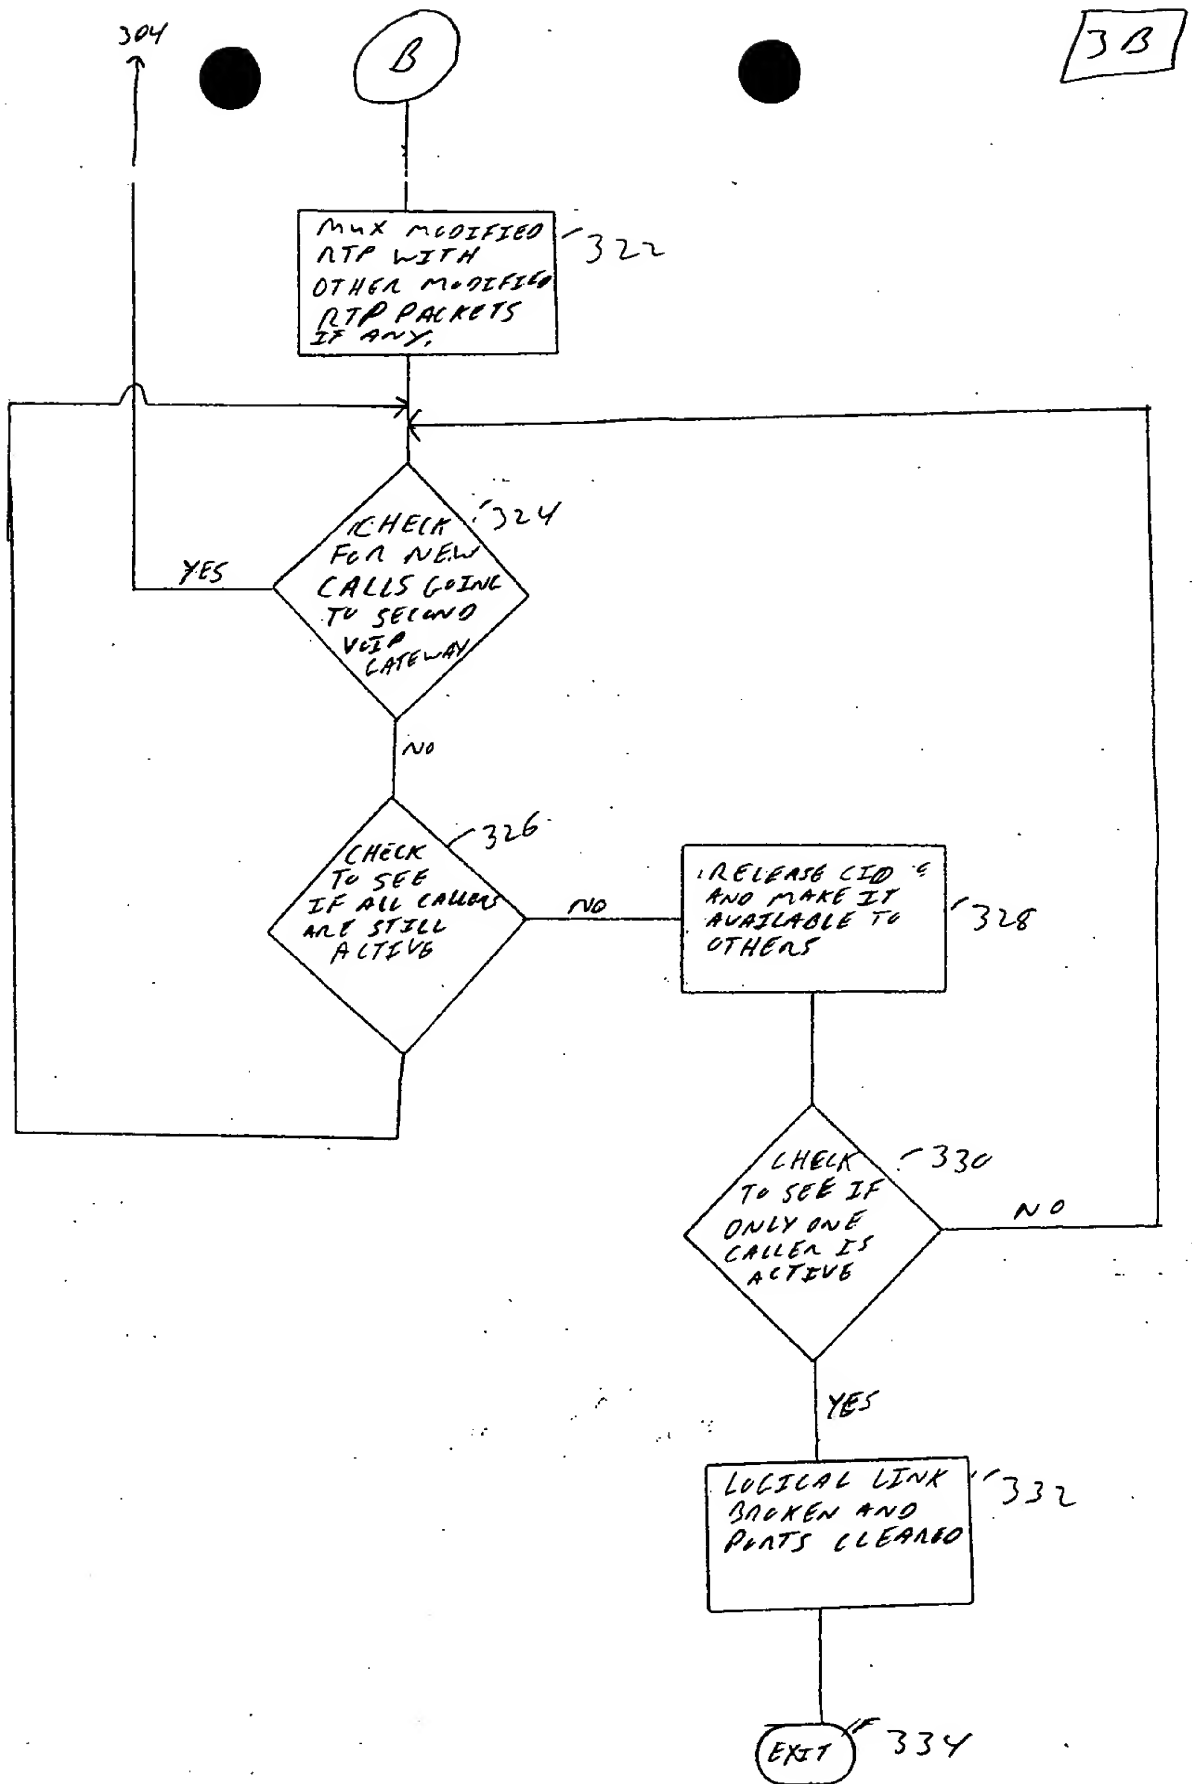 304
B
3B
MUX MODIFIED
RTP WITH
OTHER MODIFIED
RTP PACKETS
IF ANY.
322
CHECK
FOR NEW
CALLS GOING
TO SECOND
VOIP
GATEWAY
324
YES
NO
CHECK
TO SEE
IF ALL CALLERS
ARE STILL
ACTIVE
326
NO
RELEASE CID
AND MAKE IT
AVAILABLE TO
OTHERS
328
CHECK
TO SEE IF
ONLY ONE
CALLER IS
ACTIVE
330
NO
YES
LOGICAL LINK
BROKEN AND
PORTS CLEARED
332
EXIT
334